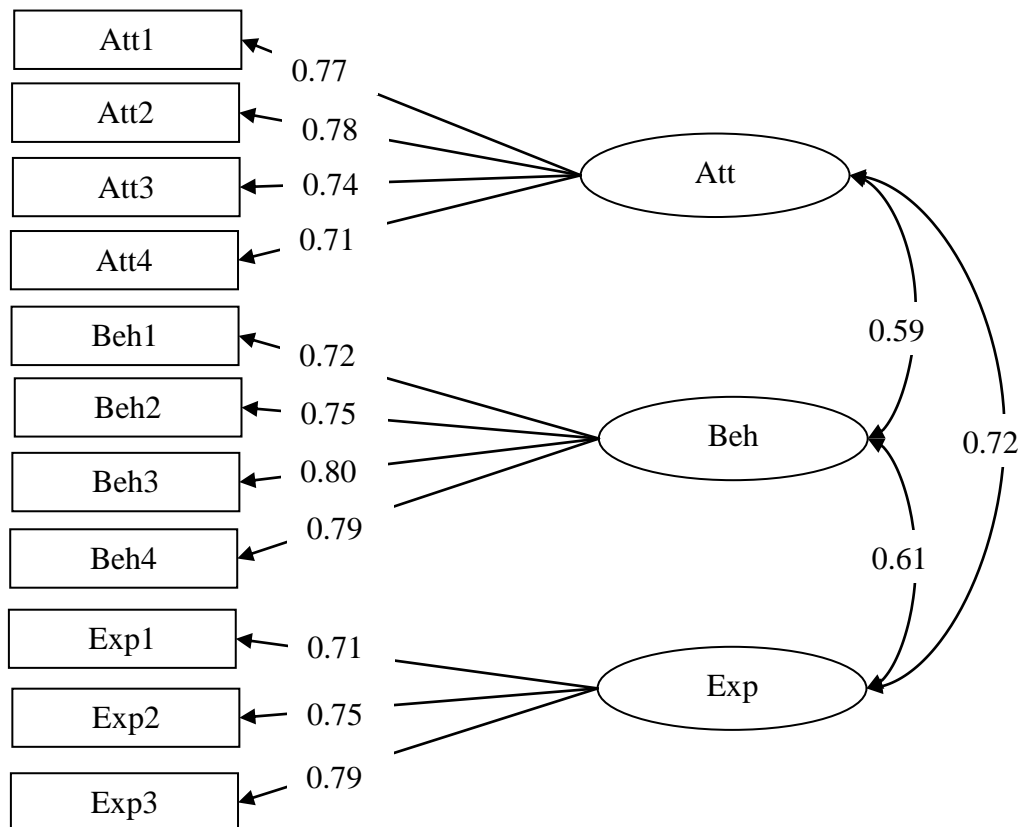 Att1
0.77
Att2
0.78
Att3
0.74
Att4
0.71
Att
Beh1
0.72
Beh2
0.75
Beh3
0.80
Beh4
0.79
Beh
Exp1
0.71
Exp2
0.75
Exp3
0.79
Exp
0.59
0.72
0.61